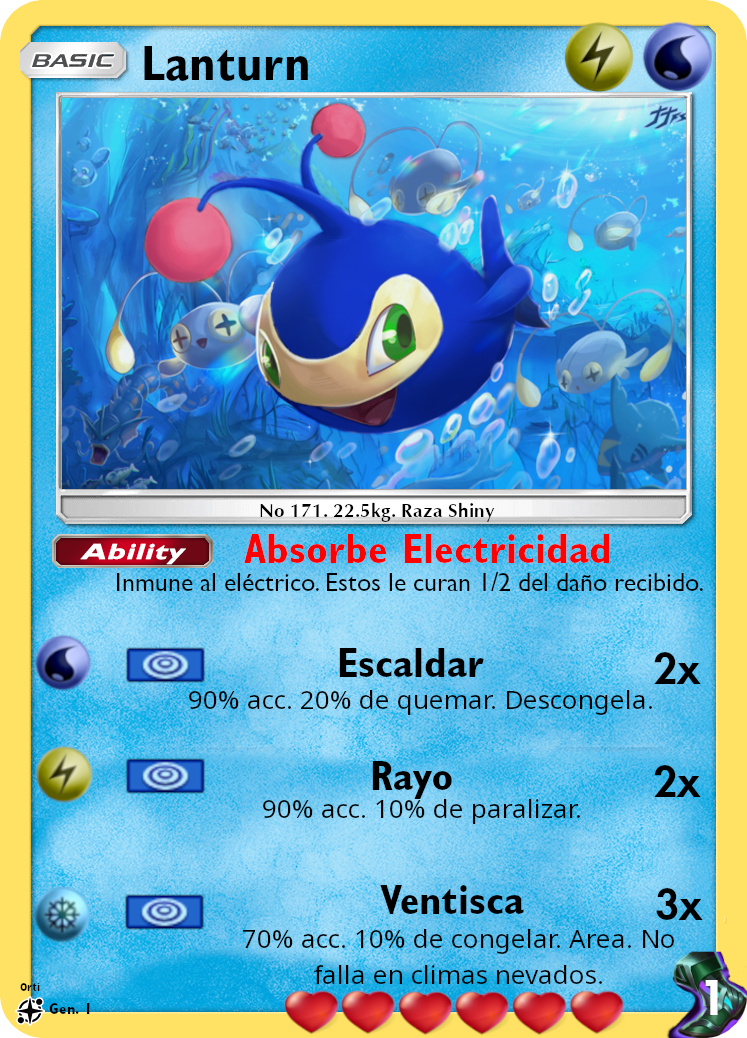 BASIC
Lanturn
JJFS
No 171. 22.5kg. Raza Shiny
Ability
Absorbe Electricidad
Inmune al eléctrico. Estos le curan 1/2 del daño recibido.
Escaldar
2x
90% acc. 20% de quemar. Descongela.
Rayo
2x
90% acc. 10% de paralizar.
Ventisca
3x
70% acc. 10% de congelar. Area. No
falla en climas nevados.
Orti
Gen. 1
1